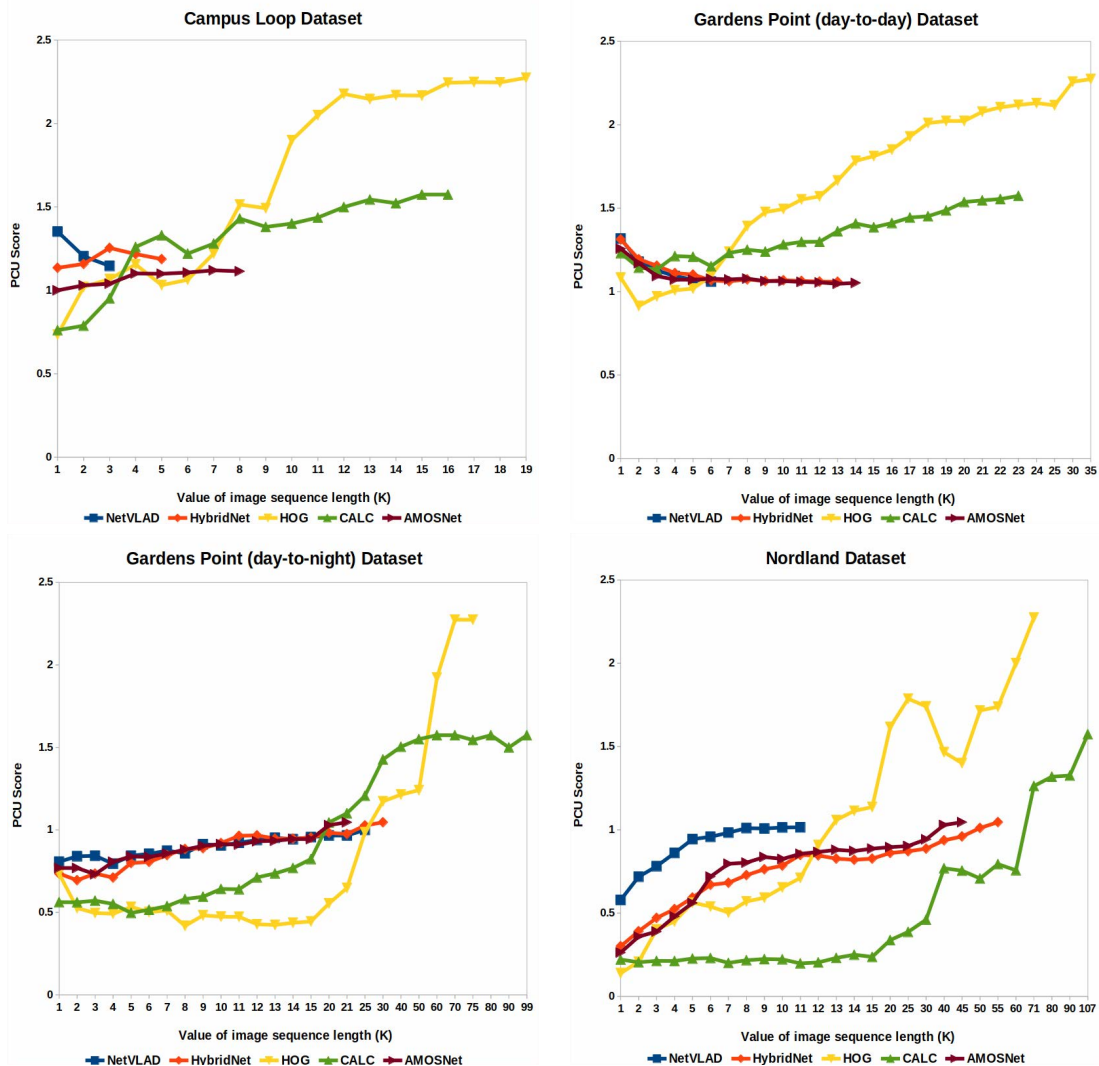 Campus Loop Dataset
2.5
2
1.5
1
0.5
0
PCU Score
1 2 3 4 5 6 7 8 9 10 11 12 13 14 15 16 17 18 19
Value of image sequence length (K)
NetVLAD HybridNet HOG CALC AMOSNet
Gardens Point (day-to-day) Dataset
2.5
2
1.5
1
0.5
0
PCU Score
1 2 3 4 5 6 7 8 9 10 11 12 13 14 15 16 17 18 19 20 21 22 23 24 25 30 35
Value of image sequence length (K)
NetVLAD HybridNet HOG CALC AMOSNet
Gardens Point (day-to-night) Dataset
2.5
2
1.5
1
0.5
0
PCU Score
1 2 3 4 5 6 7 8 9 10 11 12 13 14 15 20 21 25 30 40 50 60 70 75 80 90 99
Value of image sequence length (K)
NetVLAD HybridNet HOG CALC AMOSNet
Nordland Dataset
2.5
2
1.5
1
0.5
0
PCU Score
1 2 3 4 5 6 7 8 9 10 11 12 13 14 15 20 25 30 40 45 50 55 60 71 80 90 107
Value of image sequence length (K)
NetVLAD HybridNet HOG CALC AMOSNet